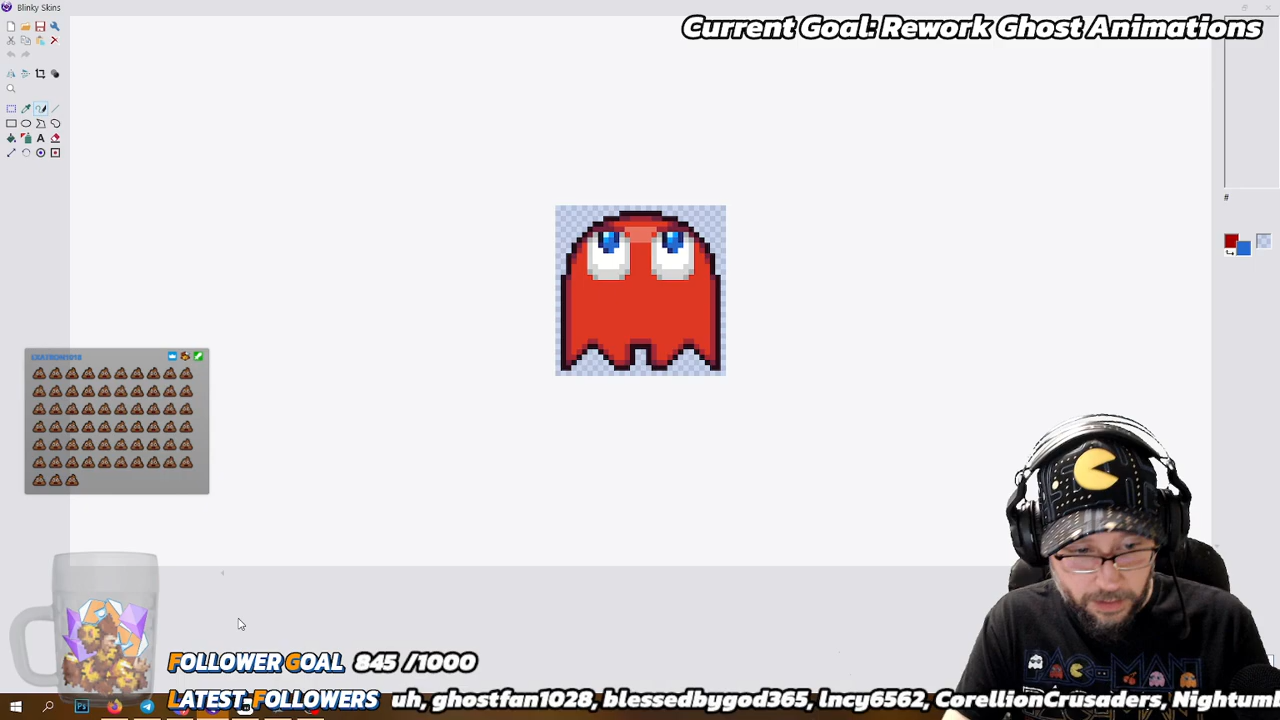 Blinky Skins
Current Goal: Rework Ghost Animations
#
EXATRON1018
FOLLOWER GOAL 845 /1000
LATEST FOLLOWERS uh, ghostfan1028, blessedbygod365, lncy6562, CorellionCrusaders, Nightum